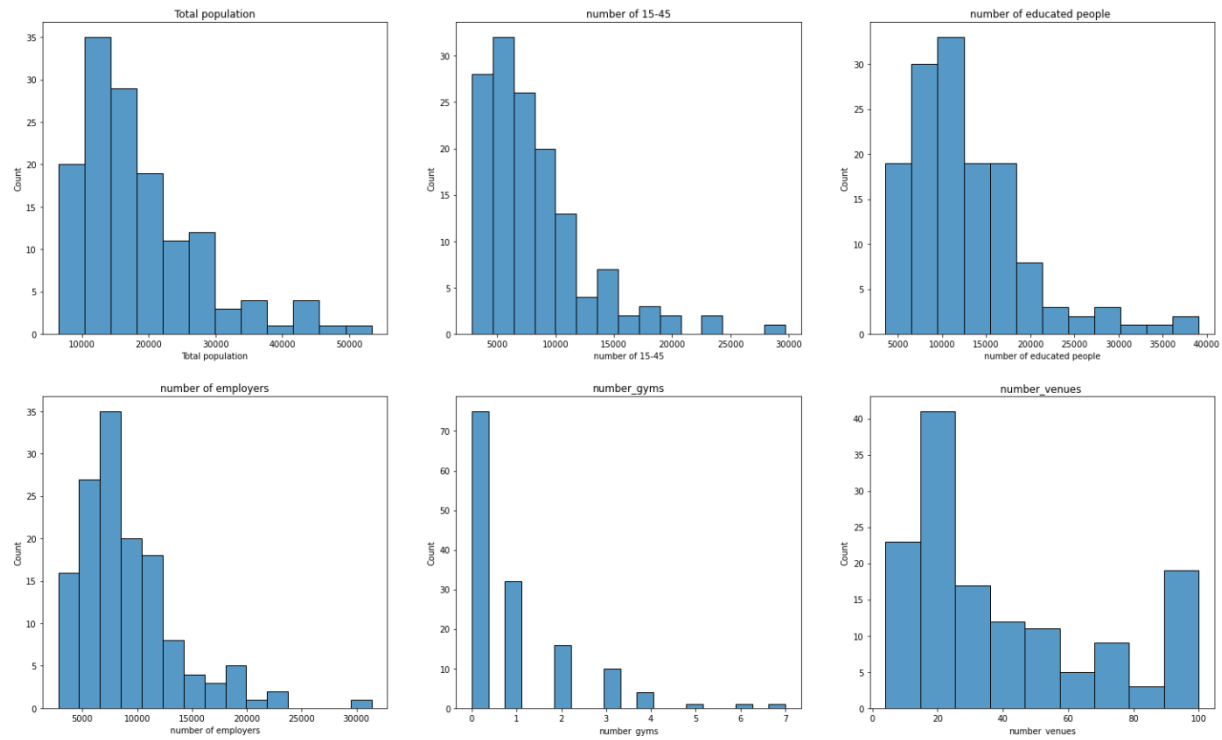 Total population
35
30
25
20
15
10
5
0
Count
10000 20000 30000 40000 50000
Total population
number of 15-45
30
25
20
15
10
5
0
Count
5000 10000 15000 20000 25000 30000
number of 15-45
number of educated people
30
25
20
15
10
5
0
Count
5000 10000 15000 20000 25000 30000 35000 40000
number of educated people
number of employers
35
30
25
20
15
10
5
0
Count
5000 10000 15000 20000 25000 30000
number of employers
number_gyms
70
60
50
40
30
20
10
0
Count
0 1 2 3 4 5 6 7
number_gyms
number_venues
40
35
30
25
20
15
10
5
0
Count
0 20 40 60 80 100
number_venues